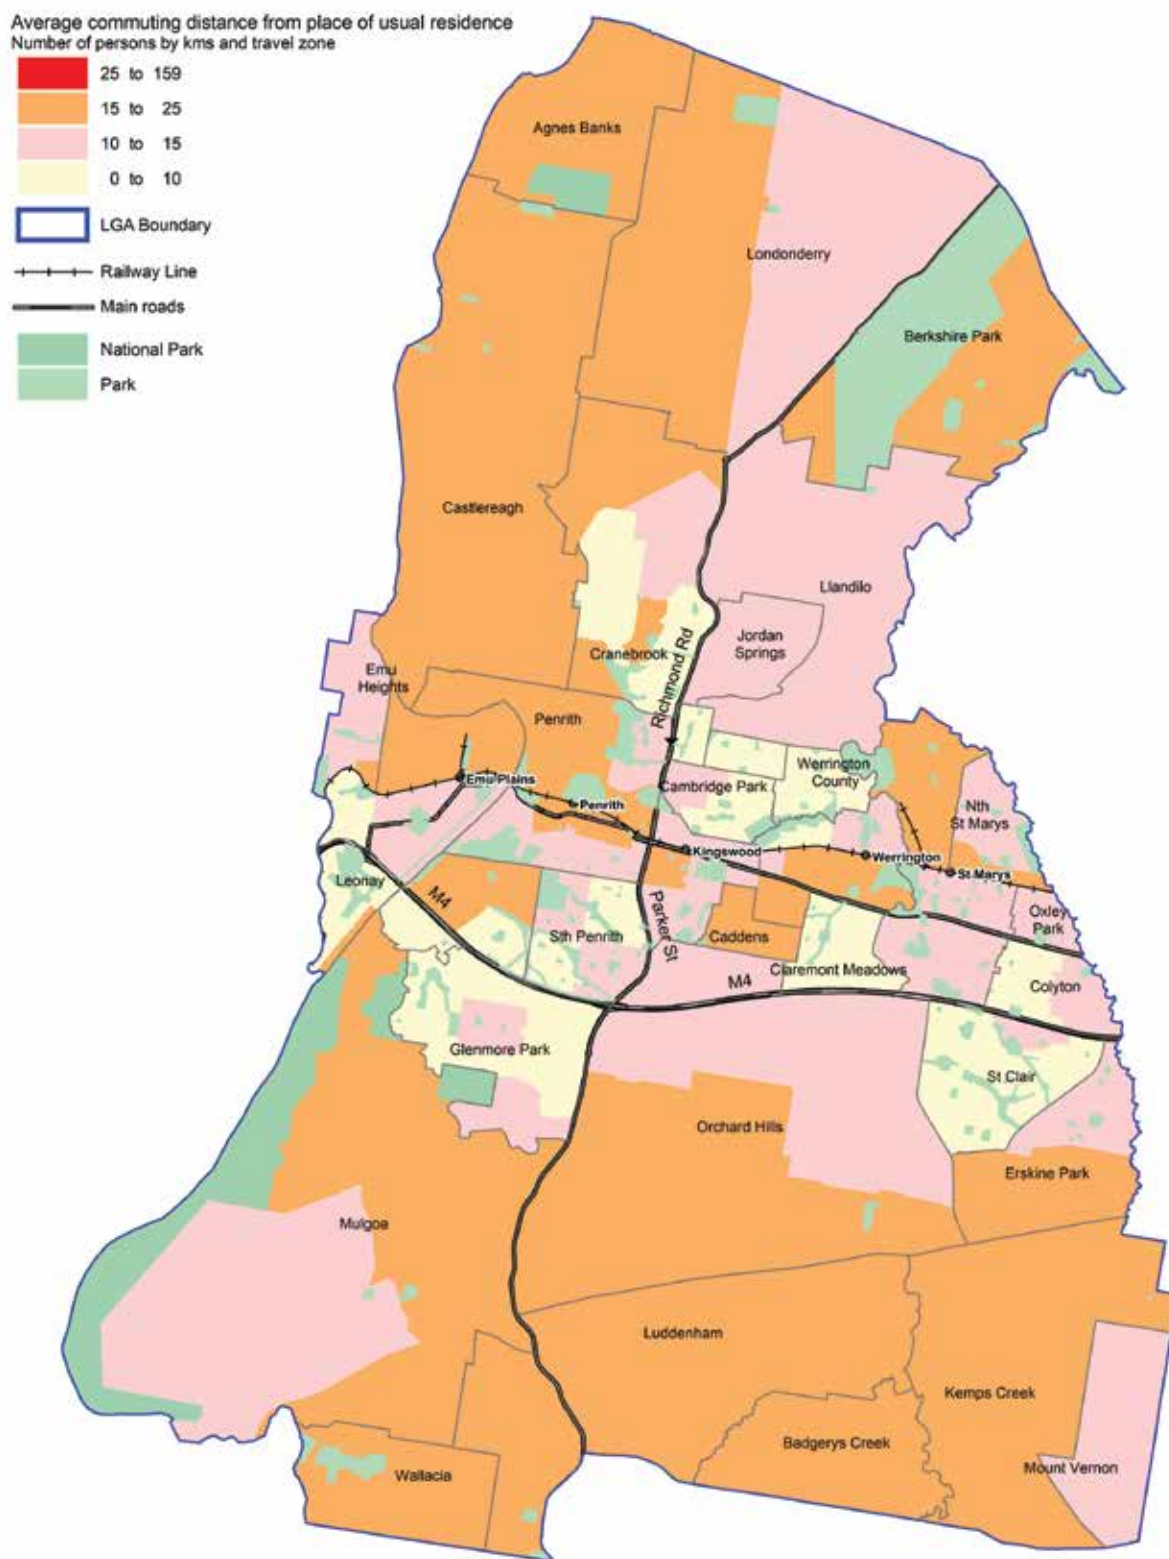 Average commuting distance from place of usual residence
Number of persons by kms and travel zone
25 to 159
15 to 25
10 to 15
0 to 10
LGA Boundary
Railway Line
Main roads
National Park
Park
Agnes Banks
Londonderry
Berkshire Park
Castlereagh
Llandilo
Jordan
Springs
Cranebrook
Richmond Rd
Emu
Heights
Penrith
Werrington
County
Emu Plains
Cambridge Park
Penrith
Nth
St Marys
Kingswood
Werrington
St Marys
Leonay
M4
Parker St
Oxley
Park
Sth Penrith
Caddens
Claremont Meadows
M4
Colyton
Glenmore Park
St Clair
Orchard Hills
Erskine Park
Mulgoa
Luddenham
Kemps Creek
Badgerys Creek
Wallacia
Mount Vernon